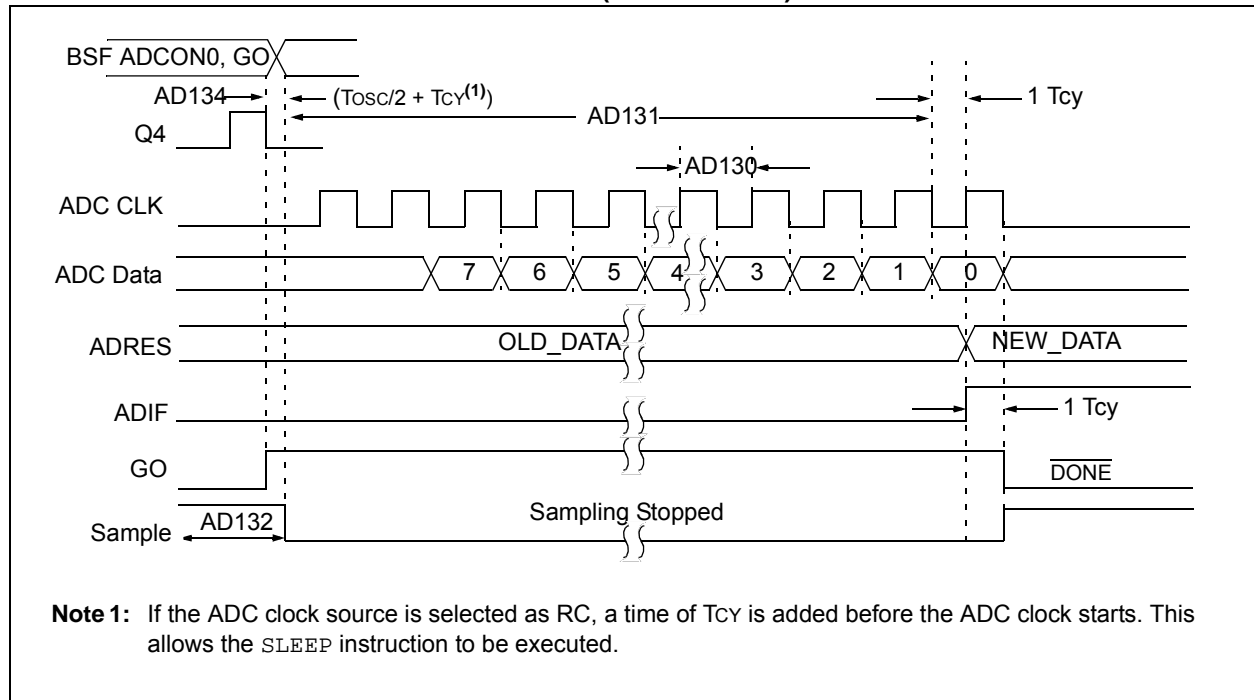 BSF ADCON0, GO
AD134
(TOSC/2 + TCY(1))
1 Tcy
AD131
Q4
AD130
ADC CLK
ADC Data
7 6 5 4 3 2 1 0
ADRES
OLD_DATA
NEW_DATA
ADIF
1 Tcy
GO
DONE
Sample
AD132
Sampling Stopped
Note 1: If the ADC clock source is selected as RC, a time of TCY is added before the ADC clock starts. This
allows the SLEEP instruction to be executed.